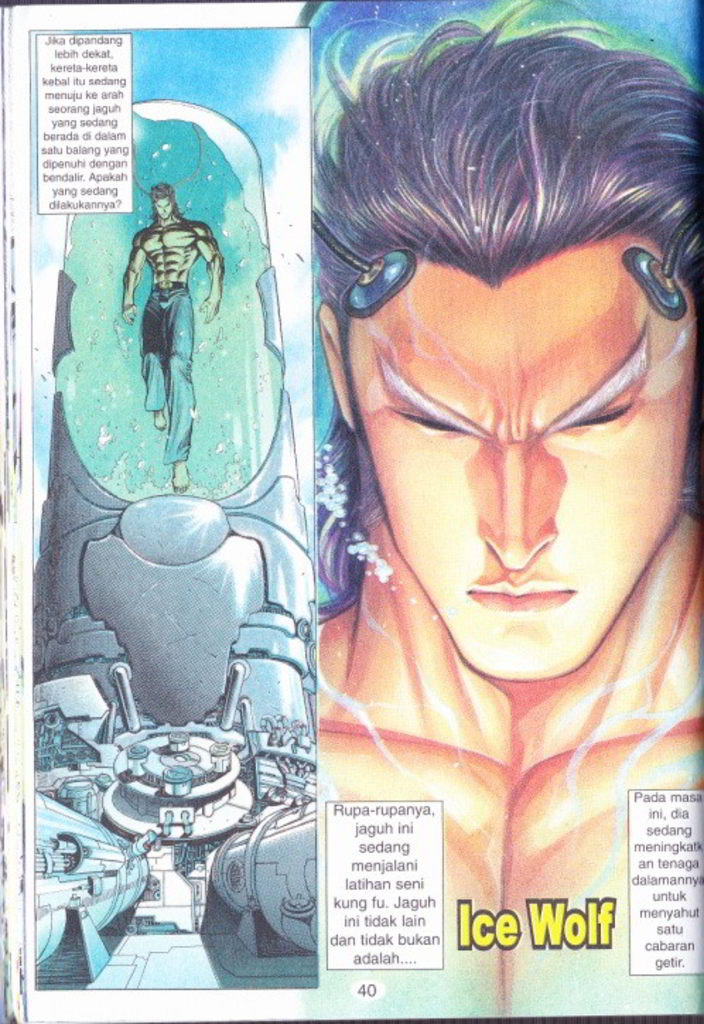 Jika dipandang
lebih dekat,
kereta-kereta
kebal itu sedang
menuju ke arah
seorang jaguh
yang sedang
berada di dalam
satu balang yang
dipenuhi dengan
bendalir. Apakah
yang sedang
dilakukannya?
Rupa-rupanya,
jaguh ini
sedang
menjalani
latihan seni
kung fu. Jaguh
ini tidak lain
dan tidak bukan
adalah....
Ice Wolf
Pada masa
ini, dia
sedang
meningkatk
an tenaga
dalamannya
untuk
menyahut
satu
cabaran
getir.
40